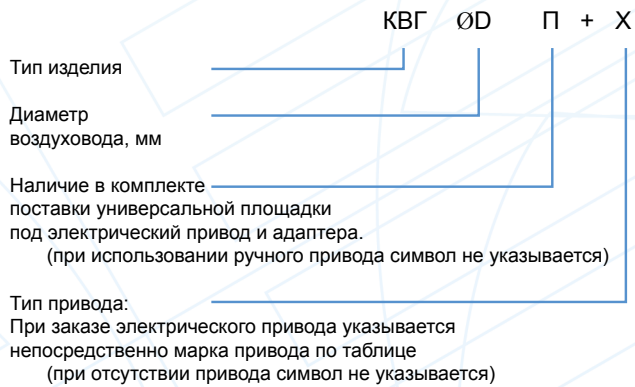 КВГ ØD П + Х
Тип изделия
Диаметр
воздуховода, мм
Наличие в комплекте
поставки универсальной площадки
под электрический привод и адаптера.
(при использовании ручного привода символ не указывается)
Тип привода:
При заказе электрического привода указывается
непосредственно марка привода по таблице
(при отсутствии привода символ не указывается)